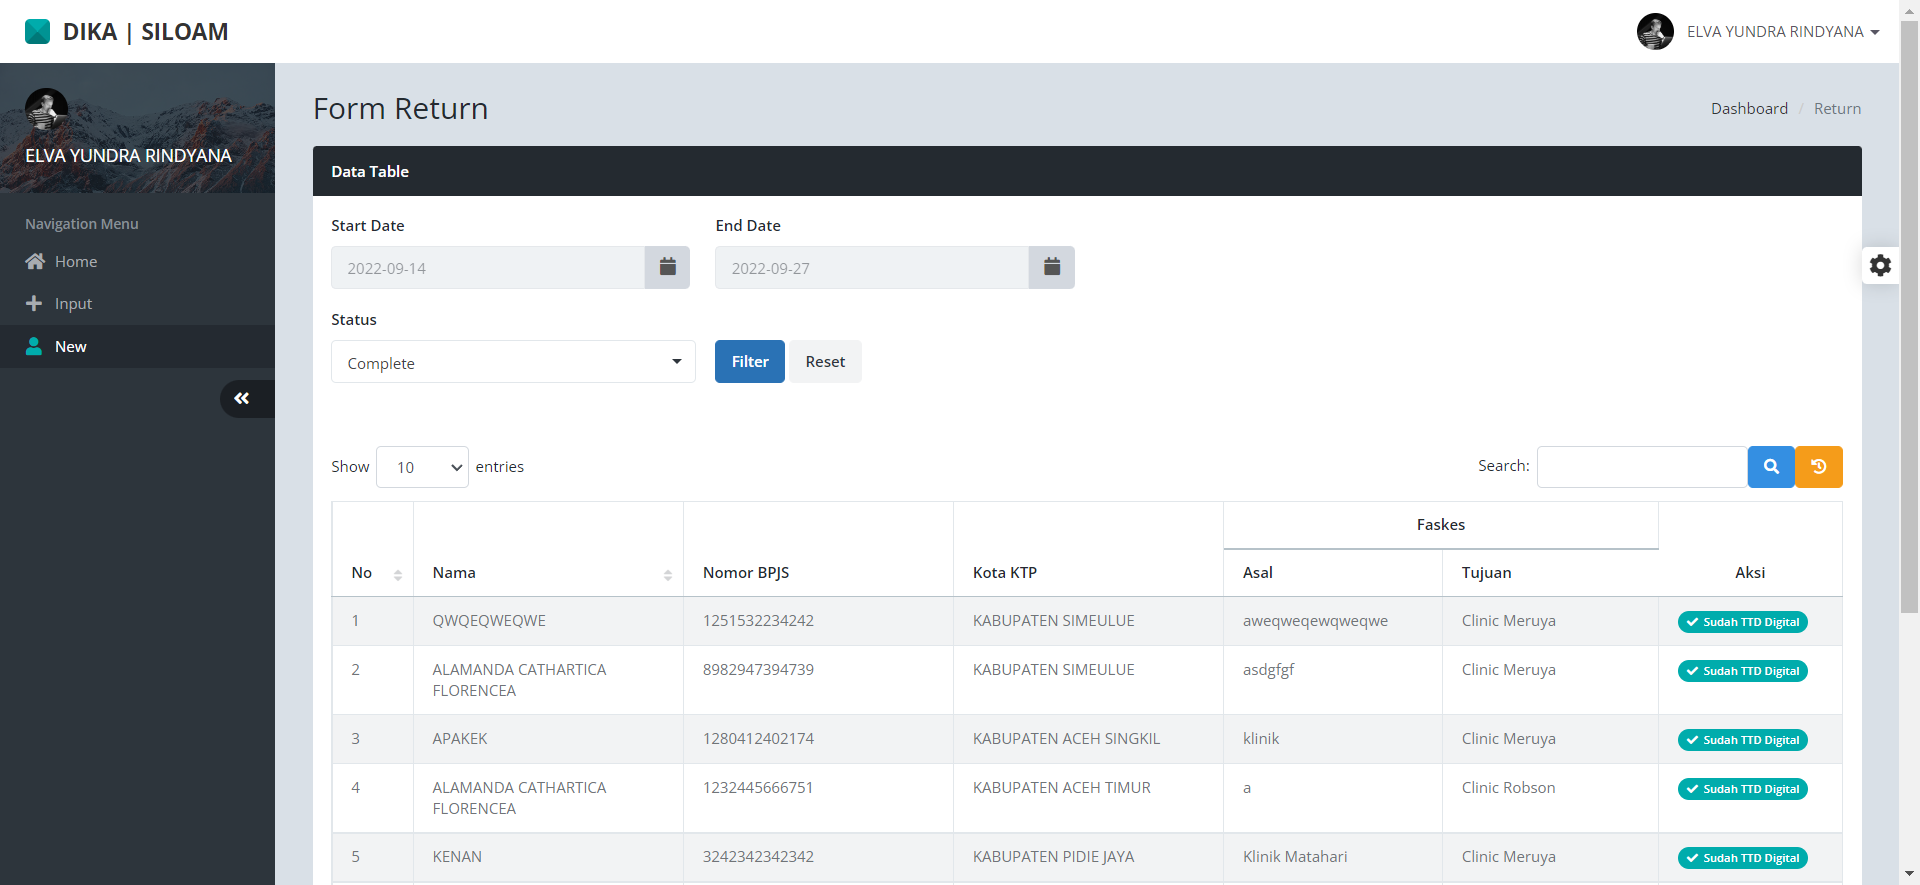 DIKA | SILOAM
ELVA YUNDRA RINDYANA
ELVA YUNDRA RINDYANA
Navigation Menu
Home
Input
New
Form Return
Dashboard / Return
Data Table
Start Date End Date
2022-09-14 2022-09-27
Status
Complete Filter Reset
Show 10 entries Search:
Faskes
No Nama Nomor BPJS Kota KTP Asal Tujuan Aksi
1 QWQEQWEQWE 1251532234242 KABUPATEN SIMEULUE aweqweqewqweqwe Clinic Meruya Sudah TTD Digital
2 ALAMANDA CATHARTICA 8982947394739 KABUPATEN SIMEULUE asdgfgf Clinic Meruya Sudah TTD Digital
FLORENCEA
3 APAKEK 1280412402174 KABUPATEN ACEH SINGKIL klinik Clinic Meruya Sudah TTD Digital
4 ALAMANDA CATHARTICA 1232445666751 KABUPATEN ACEH TIMUR a Clinic Robson Sudah TTD Digital
FLORENCEA
5 KENAN 3242342342342 KABUPATEN PIDIE JAYA Klinik Matahari Clinic Meruya Sudah TTD Digital